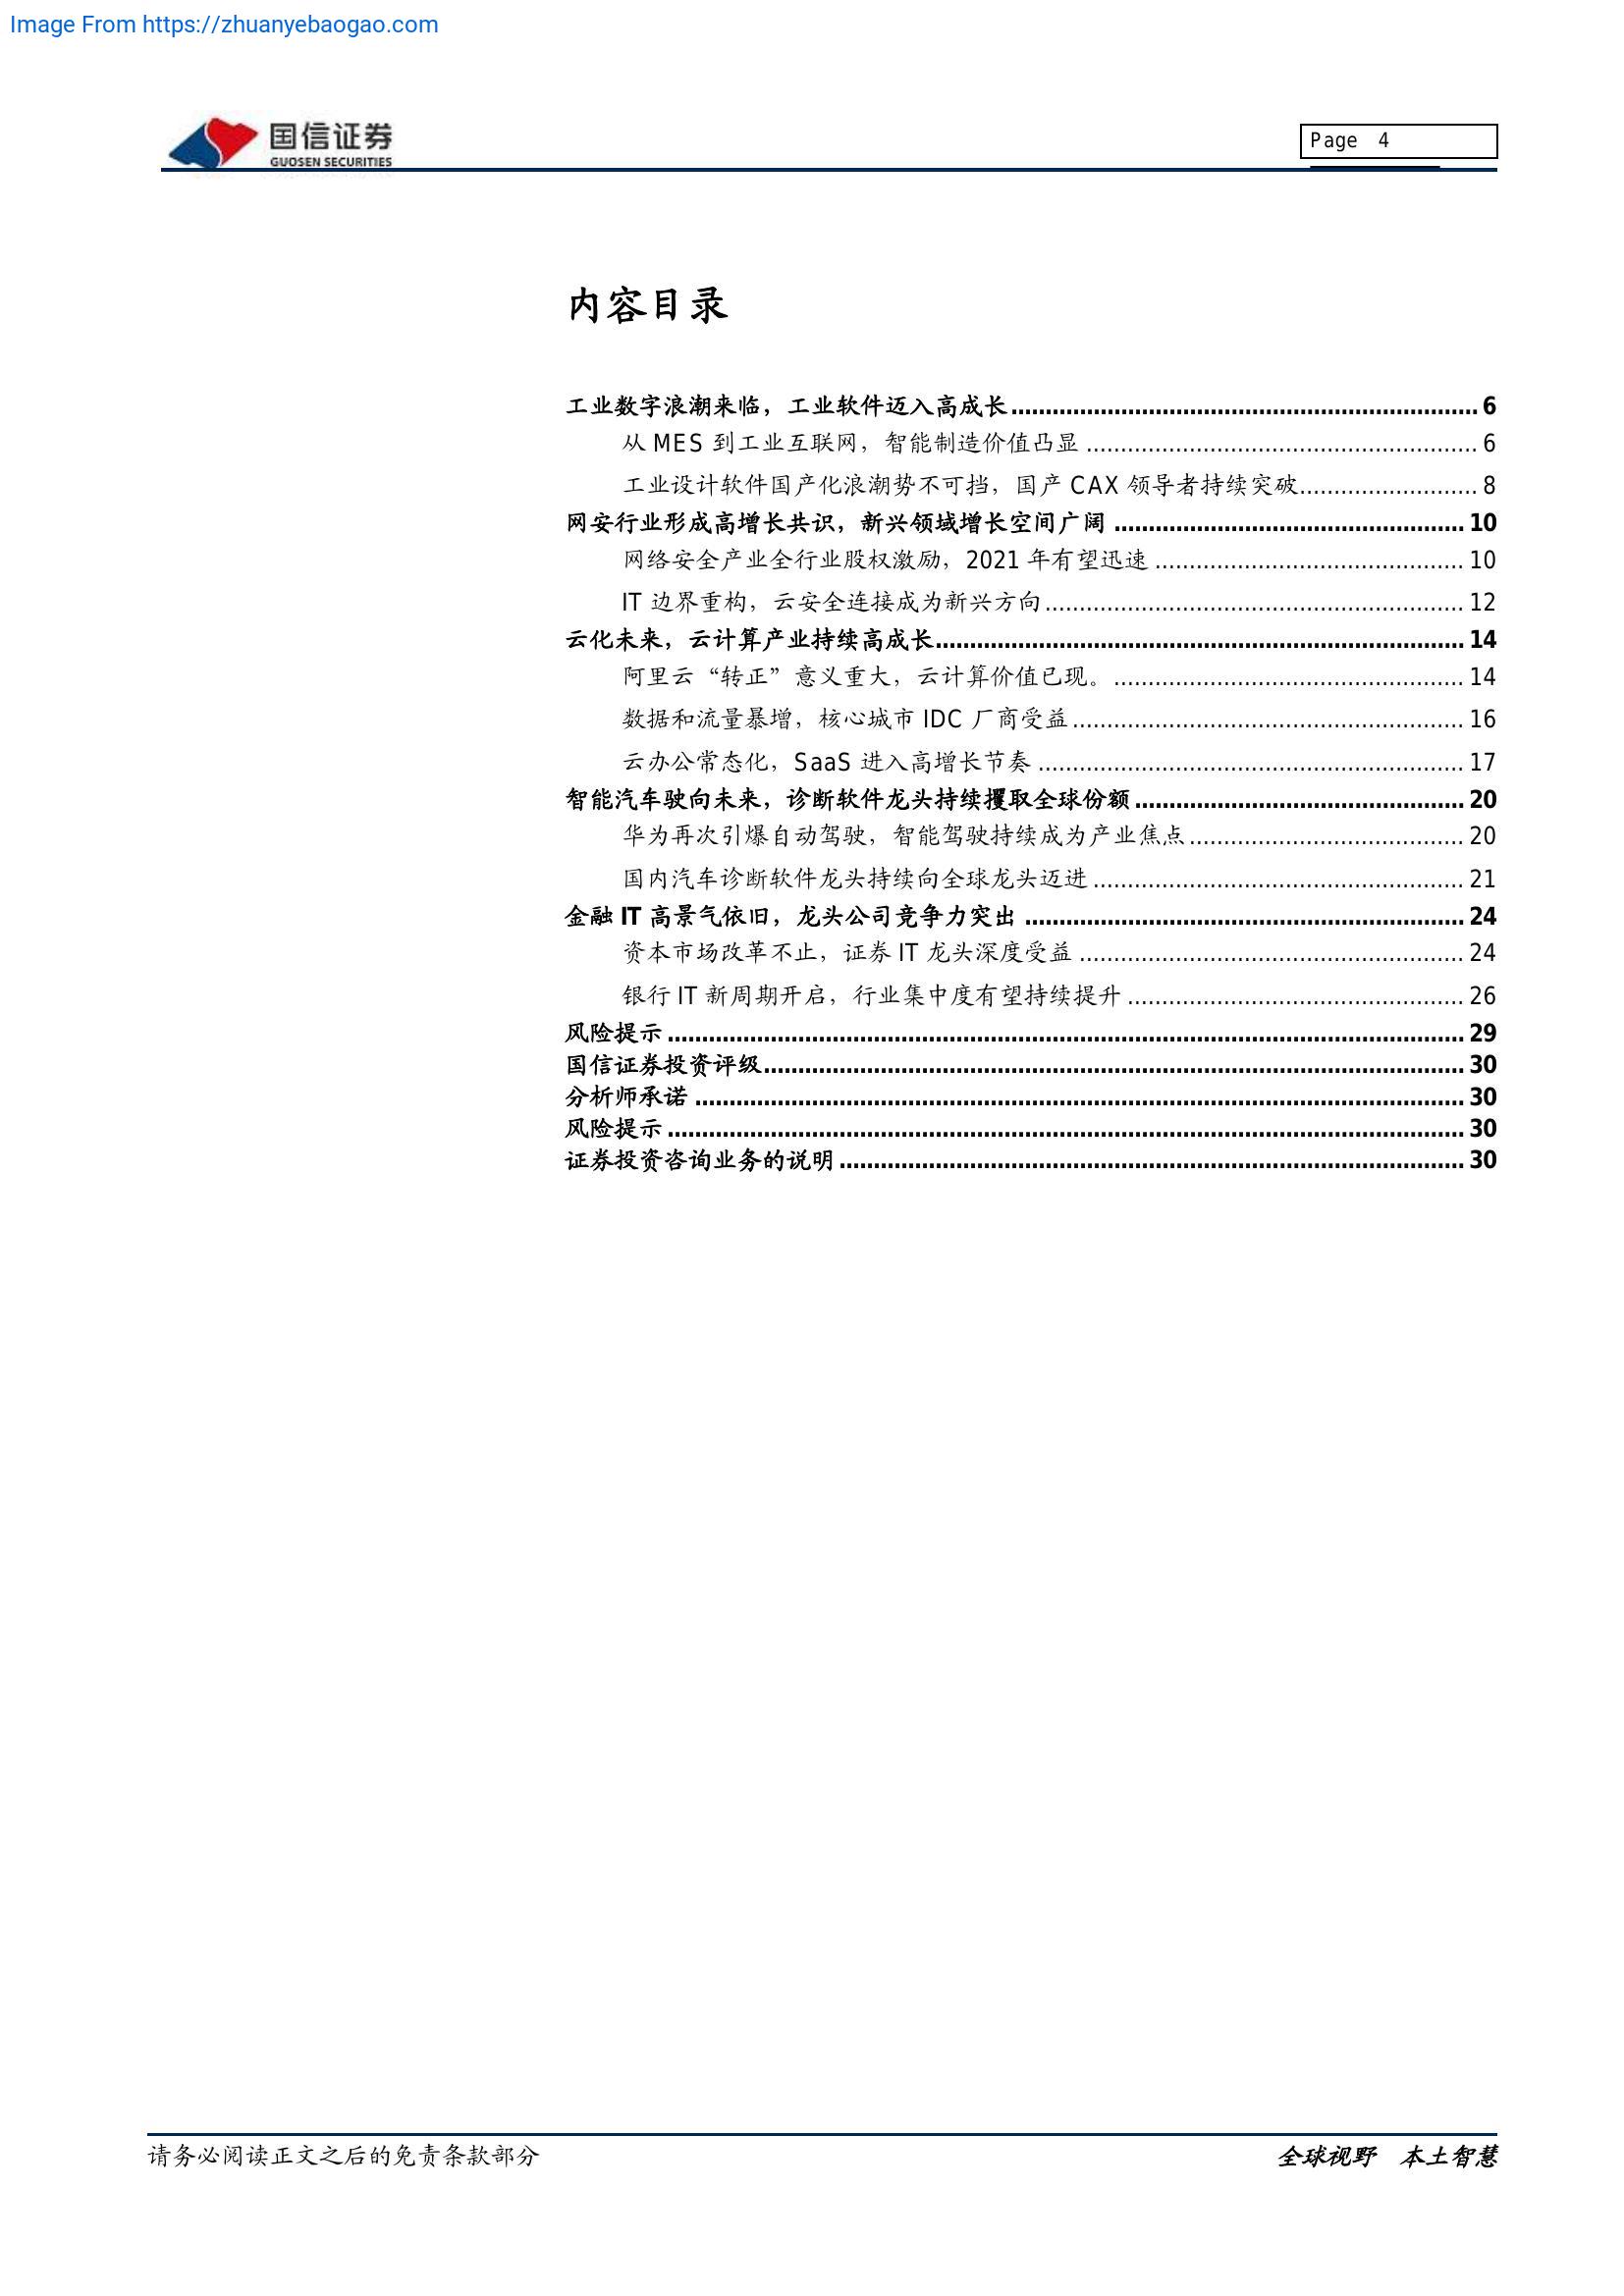 Image From https://zhuanyebaogao.com
国信证券
GUOSEN SECURITIES
Page 4
内容目录
工业数字浪潮来临，工业软件迈入高成长..................................................................... 6
从 MES 到工业互联网，智能制造价值凸显 ......................................................... 6
工业设计软件国产化浪潮势不可挡，国产 CAX 领导者持续突破.......................... 8
网安行业形成高增长共识，新兴领域增长空间广阔 ................................................... 10
网络安全产业全行业股权激励，2021 年有望迅速 ............................................. 10
IT 边界重构，云安全连接成为新兴方向............................................................. 12
云化未来，云计算产业持续高成长............................................................................. 14
阿里云“转正”意义重大，云计算价值已现。................................................... 14
数据和流量暴增，核心城市 IDC 厂商受益......................................................... 16
云办公常态化，SaaS 进入高增长节奏 .............................................................. 17
智能汽车驶向未来，诊断软件龙头持续攫取全球份额................................................ 20
华为再次引爆自动驾驶，智能驾驶持续成为产业焦点........................................ 20
国内汽车诊断软件龙头持续向全球龙头迈进 ...................................................... 21
金融 IT 高景气依旧，龙头公司竞争力突出 ................................................................ 24
资本市场改革不止，证券 IT 龙头深度受益 ........................................................ 24
银行 IT 新周期开启，行业集中度有望持续提升 ................................................. 26
风险提示 .................................................................................................................... 29
国信证券投资评级...................................................................................................... 30
分析师承诺 ................................................................................................................ 30
风险提示 .................................................................................................................... 30
证券投资咨询业务的说明 ........................................................................................... 30
请务必阅读正文之后的免责条款部分
全球视野 本土智慧